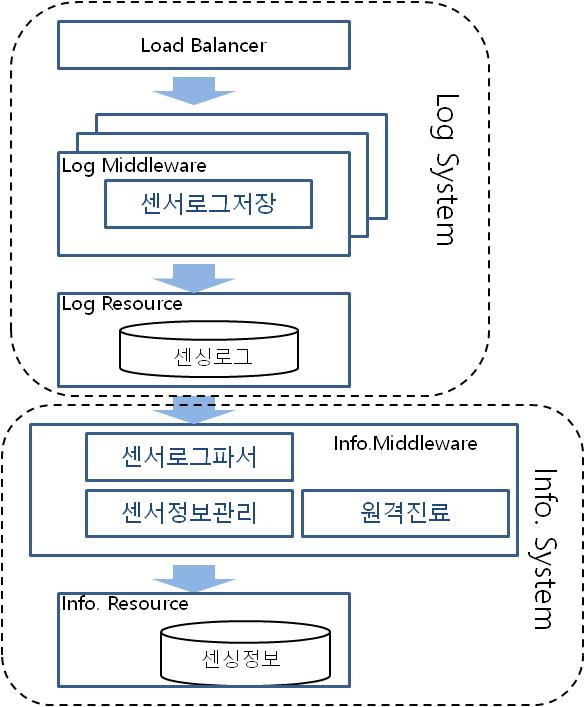 Load Balancer
Log Middleware
센서로그저장
Log Resource
센싱로그
Log System
Info.Middleware
센서로그파서
센서정보관리
원격진료
Info. Resource
센싱정보
Info. System